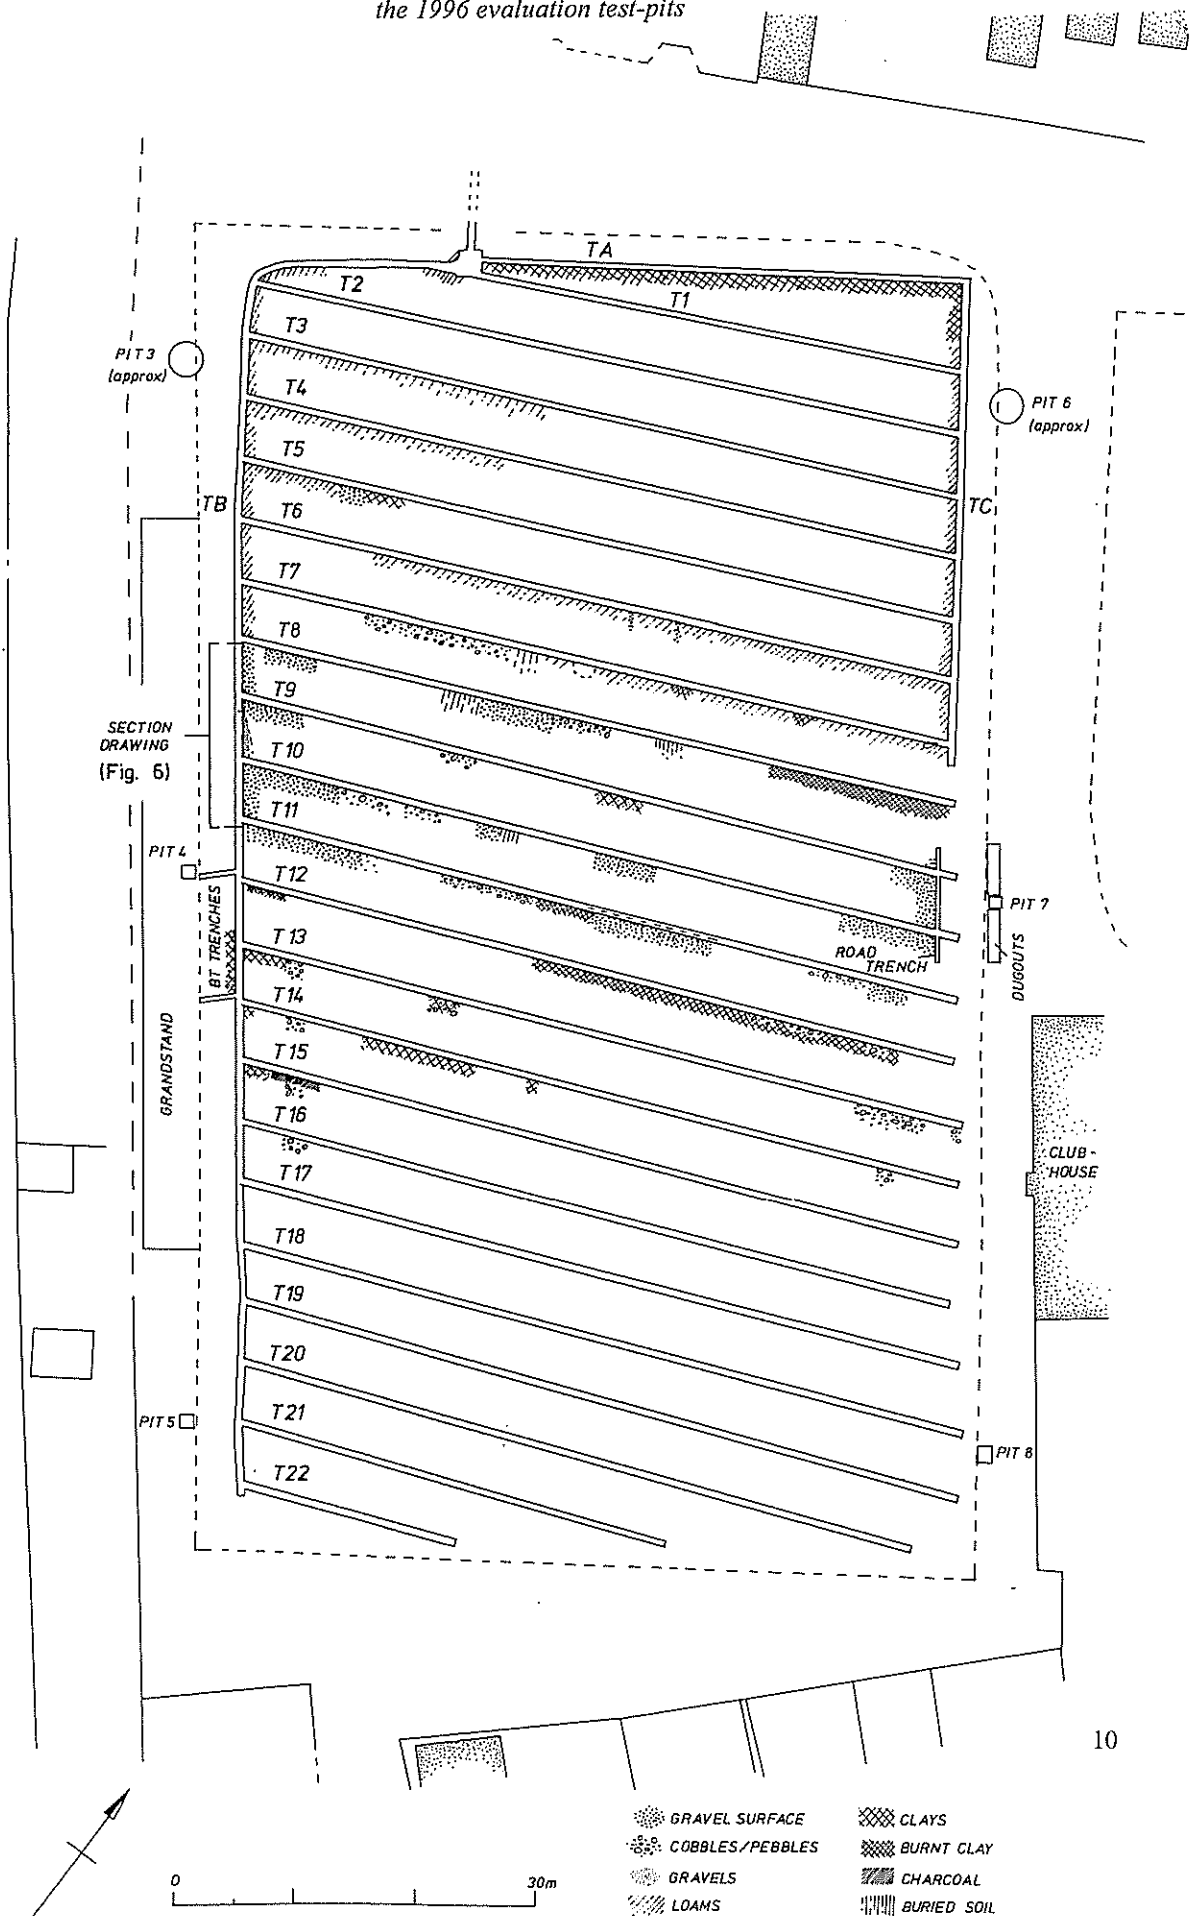 the 1996 evaluation test-pits
TA
T2
T1
T3
PIT 3
(approx)
T4
PIT 6
(approx)
T5
TB
TC
T6
T7
T8
T9
SECTION
DRAWING
(Fig. 6)
T10
T11
PIT 4
T12
PIT 7
BT TRENCHES
T13
ROAD
TRENCH
DUGOUTS
T14
GRANDSTAND
T15
T16
CLUB-
HOUSE
T17
T18
T19
T20
T21
PIT 5
PIT 8
T22
10
GRAVEL SURFACE
CLAYS
COBBLES/PEBBLES
BURNT CLAY
0
30m
GRAVELS
CHARCOAL
LOAMS
BURIED SOIL